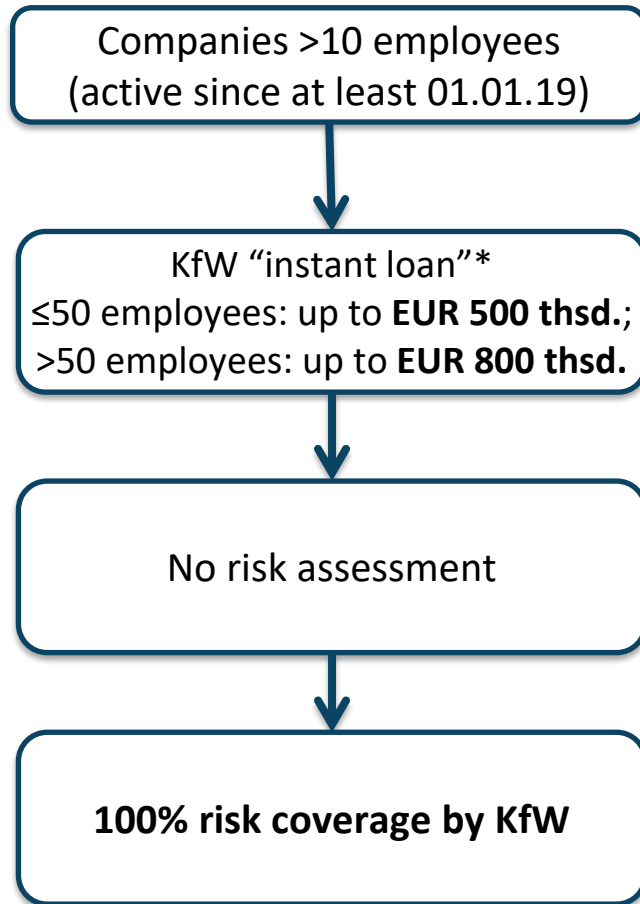 Companies >10 employees
(active since at least 01.01.19)
KfW “instant loan”*
≤50 employees: up to EUR 500 thsd.;
>50 employees: up to EUR 800 thsd.
No risk assessment
100% risk coverage by KfW